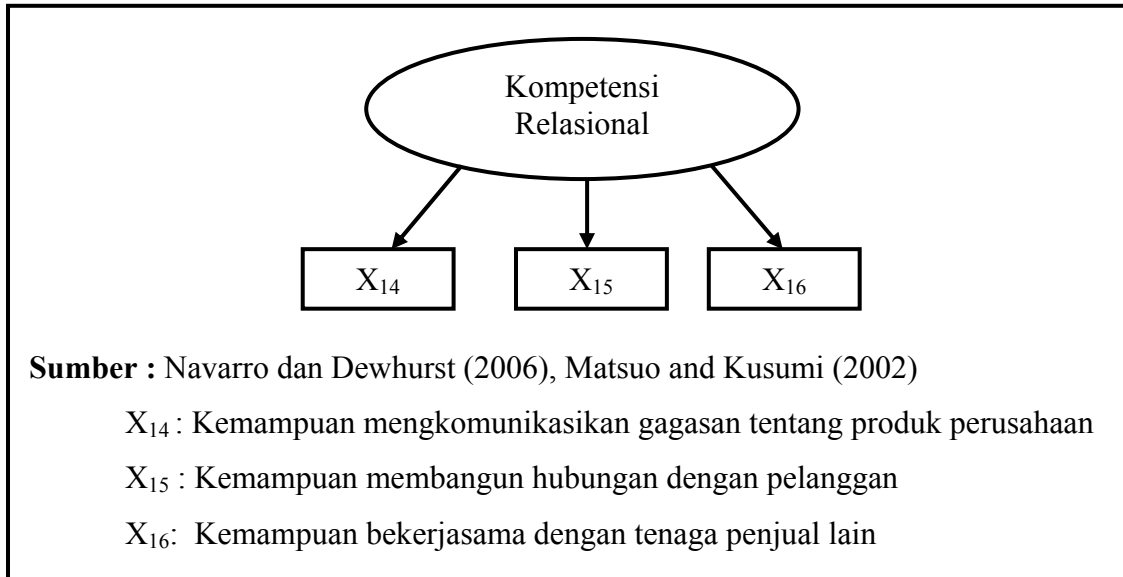 Kompetensi
Relasional
X₁₄ X₁₅ X₁₆
Sumber : Navarro dan Dewhurst (2006), Matsuo and Kusumi (2002)
X₁₄ : Kemampuan mengkomunikasikan gagasan tentang produk perusahaan
X₁₅ : Kemampuan membangun hubungan dengan pelanggan
X₁₆: Kemampuan bekerjasama dengan tenaga penjual lain